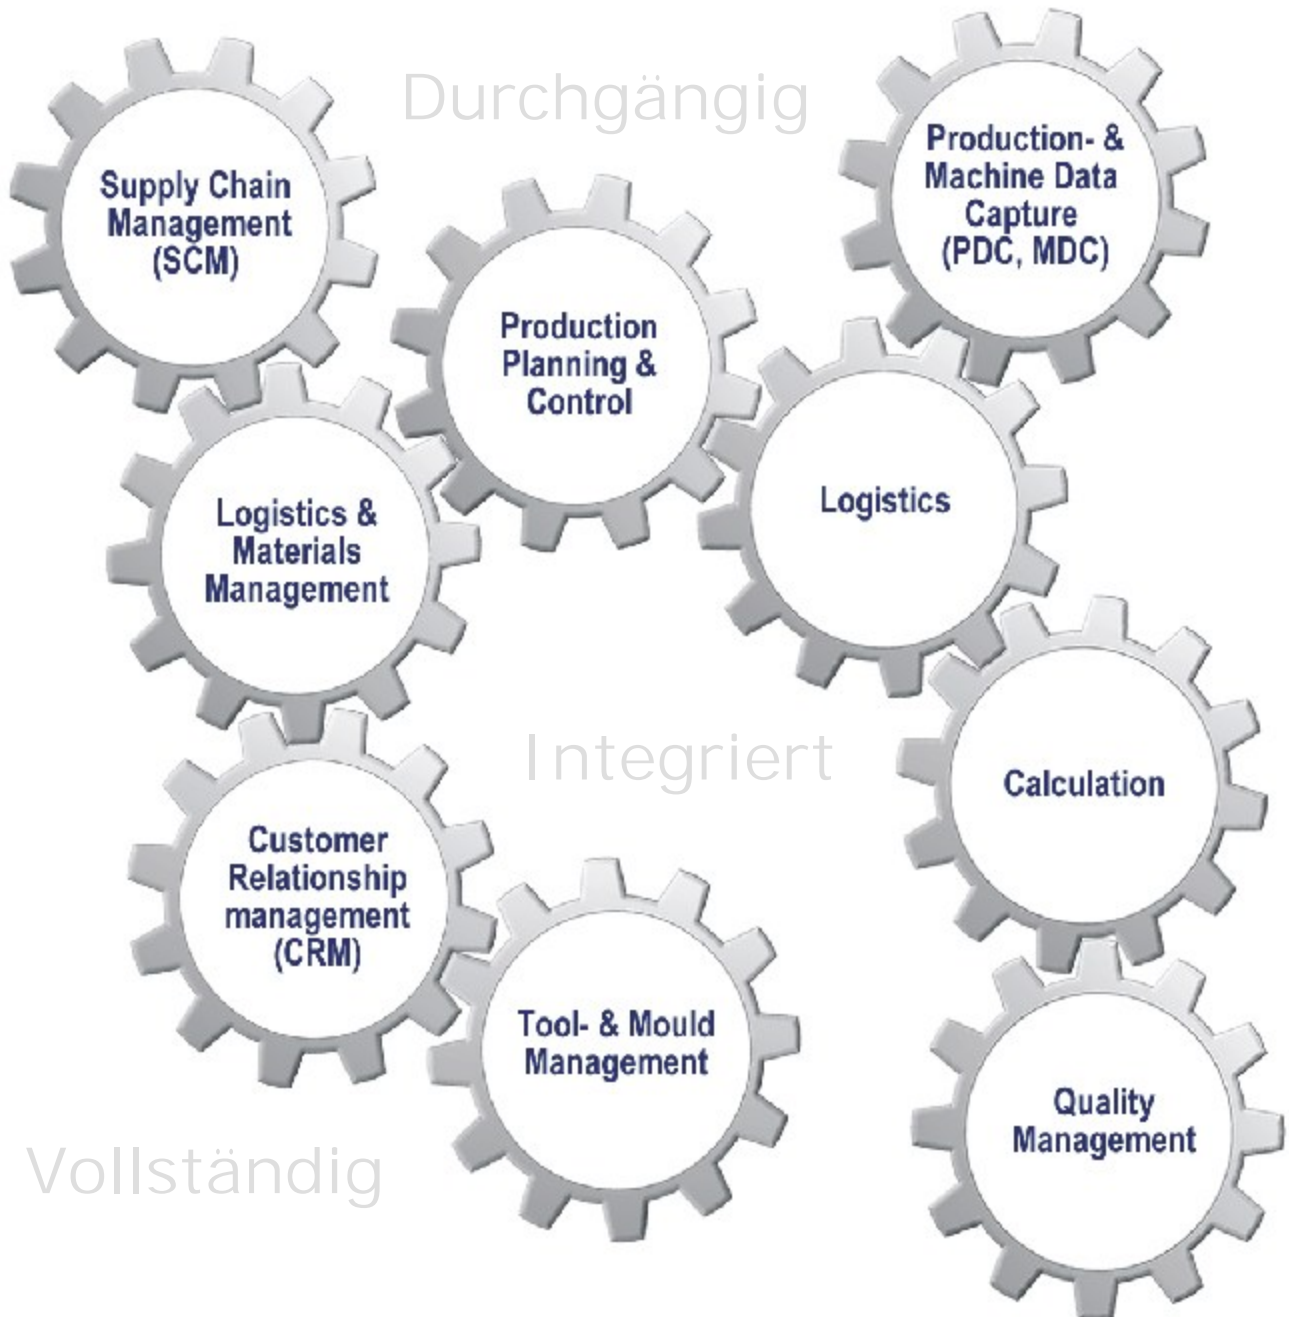 Durchgängig
Supply Chain
Management
(SCM)
Production- &
Machine Data
Capture
(PDC, MDC)
Production
Planning &
Control
Logistics &
Materials
Management
Logistics
Integriert
Calculation
Customer
Relationship
management
(CRM)
Tool- & Mould
Management
Quality
Management
Vollständig